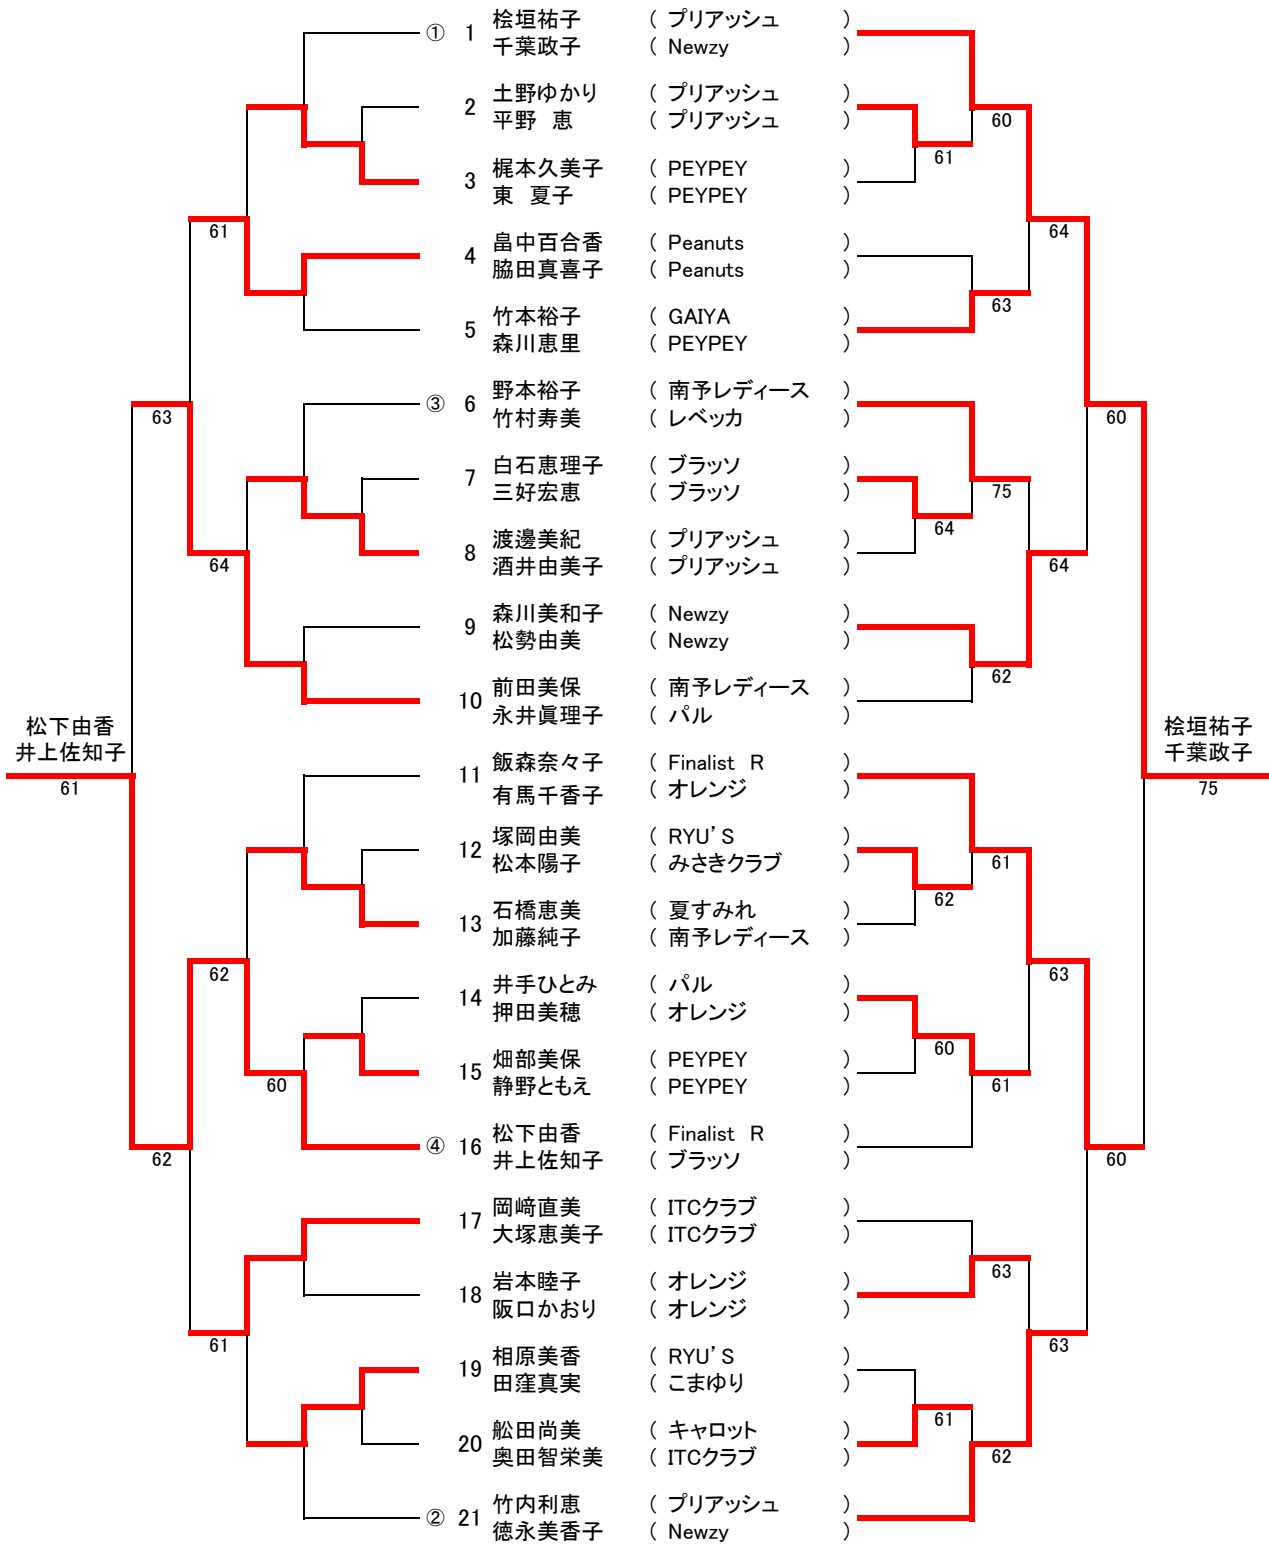 ① 1 桧垣祐子 ( プリアッシュ )
千葉政子 ( Newzy )
2 土野ゆかり ( プリアッシュ )
平野 恵 ( プリアッシュ )
60
61
3 梶本久美子 ( PEYPEY )
東 夏子 ( PEYPEY )
61
64
4 畠中百合香 ( Peanuts )
脇田真喜子 ( Peanuts )
63
5 竹本裕子 ( GAIYA )
森川恵里 ( PEYPEY )
③ 6 野本裕子 ( 南予レディース )
竹村寿美 ( レベッカ )
63
60
7 白石恵理子 ( ブラッソ )
三好宏恵 ( ブラッソ )
75
64
8 渡邊美紀 ( プリアッシュ )
酒井由美子 ( プリアッシュ )
64
64
9 森川美和子 ( Newzy )
松勢由美 ( Newzy )
62
10 前田美保 ( 南予レディース )
永井眞理子 ( パル )
松下由香
井上佐知子
61
桧垣祐子
千葉政子
75
11 飯森奈々子 ( Finalist R )
有馬千香子 ( オレンジ )
12 塚岡由美 ( RYU'S )
松本陽子 ( みさきクラブ )
61
62
13 石橋恵美 ( 夏すみれ )
加藤純子 ( 南予レディース )
62
63
14 井手ひとみ ( パル )
押田美穂 ( オレンジ )
60
15 畑部美保 ( PEYPEY )
静野ともえ ( PEYPEY )
60
61
④ 16 松下由香 ( Finalist R )
井上佐知子 ( ブラッソ )
62
60
17 岡﨑直美 ( ITCクラブ )
大塚恵美子 ( ITCクラブ )
63
18 岩本睦子 ( オレンジ )
阪口かおり ( オレンジ )
61
63
19 相原美香 ( RYU'S )
田窪真実 ( こまゆり )
61
20 舩田尚美 ( キャロット )
奥田智栄美 ( ITCクラブ )
62
② 21 竹内利恵 ( プリアッシュ )
徳永美香子 ( Newzy )